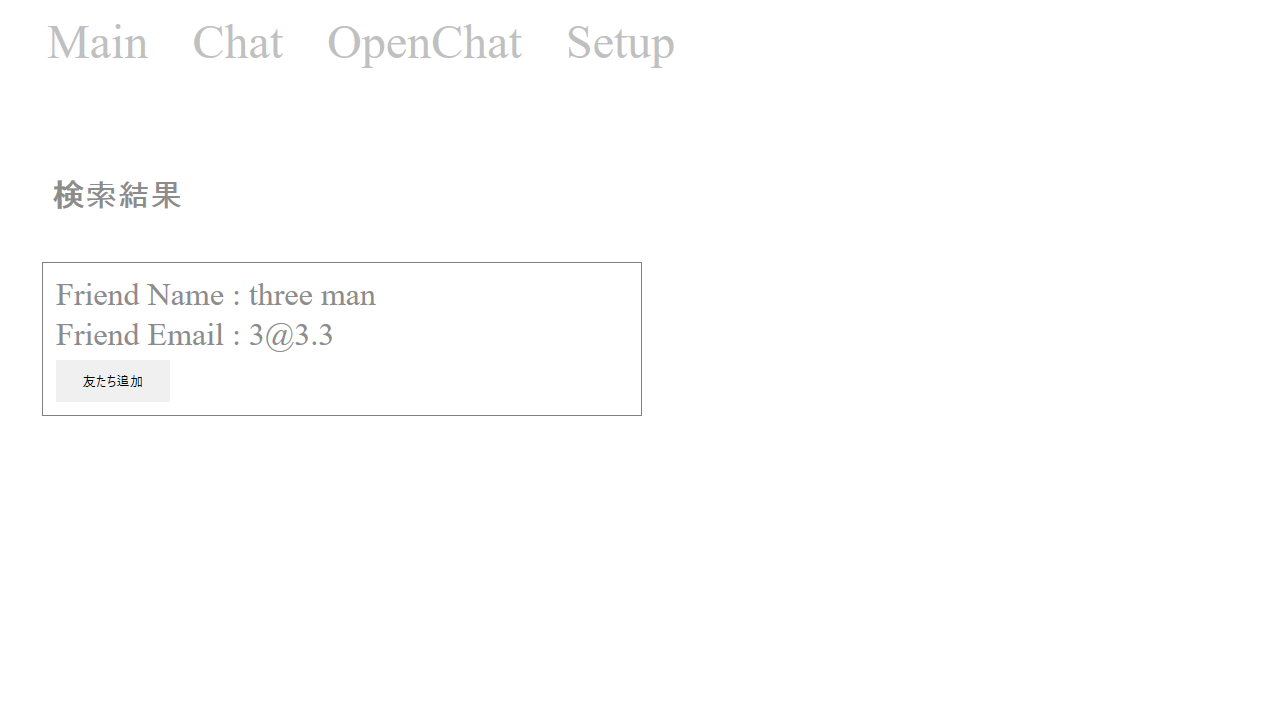 Main Chat OpenChat Setup
検索結果
Friend Name : three man
Friend Email : 3@3.3
友たち追加